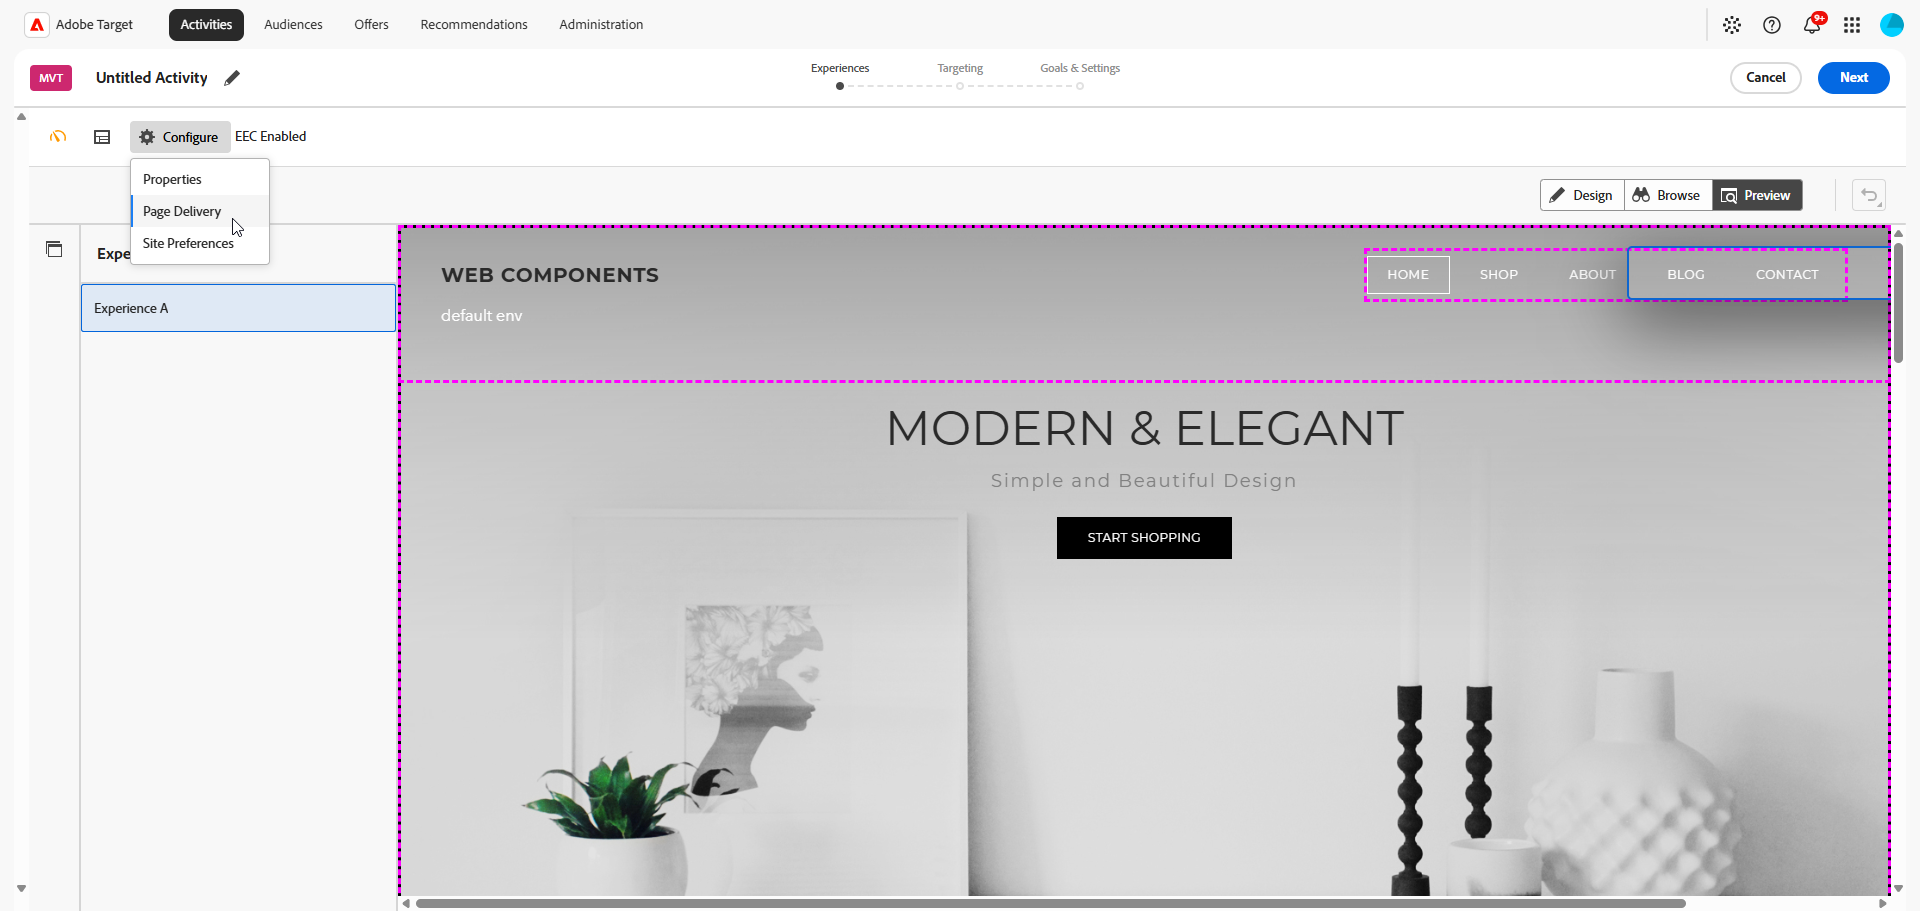 Adobe Target
Activities
Audiences
Offers
Recommendations
Administration
9+
MVT
Untitled Activity
Experiences
Targeting
Goals & Settings
Cancel
Next
Configure
EEC Enabled
Properties
Page Delivery
Site Preferences
Design
Browse
Preview
Expe
Experience A
WEB COMPONENTS
default env
HOME
SHOP
ABOUT
BLOG
CONTACT
MODERN & ELEGANT
Simple and Beautiful Design
START SHOPPING